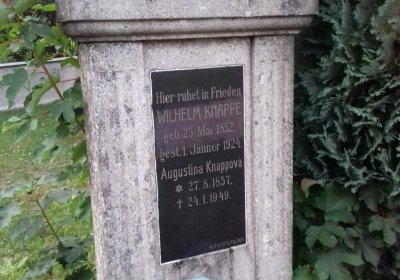 Hier ruhet in Frieden
WILHELM KNAPPE
geb. 25. Mai 1852.
gest. 1. Jänner 1924.
Augustina Knappová
* 27.8.1857.
† 24.1.1949.